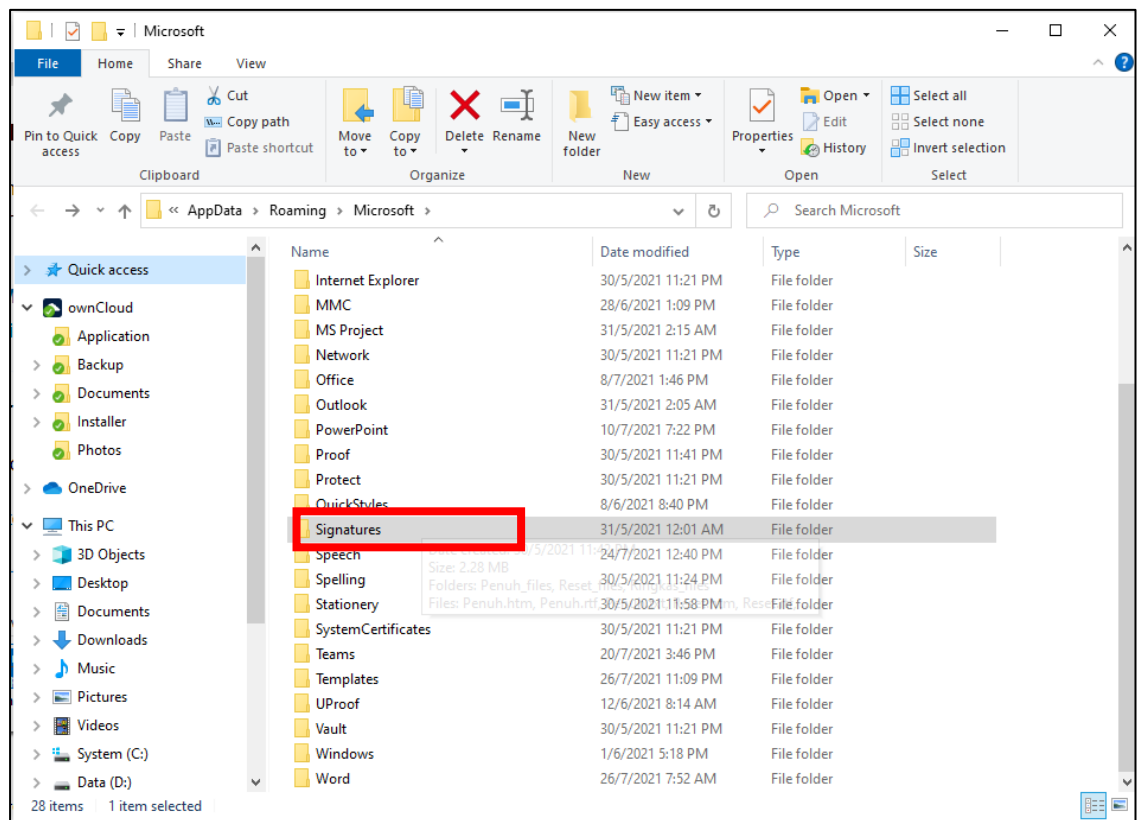 Microsoft
File Home Share View
Pin to Quick access
Copy
Paste
Cut
Copy path
Paste shortcut
Clipboard
Move to
Copy to
Delete
Rename
Organize
New folder
New item
Easy access
New
Properties
Open
Edit
History
Open
Select all
Select none
Invert selection
Select
« AppData > Roaming > Microsoft >
Search Microsoft
Quick access
ownCloud
Application
Backup
Documents
Installer
Photos
OneDrive
This PC
3D Objects
Desktop
Documents
Downloads
Music
Pictures
Videos
System (C:)
Data (D:)
Name Date modified Type Size
Internet Explorer 30/5/2021 11:21 PM File folder
MMC 28/6/2021 1:09 PM File folder
MS Project 31/5/2021 2:15 AM File folder
Network 30/5/2021 11:21 PM File folder
Office 8/7/2021 1:46 PM File folder
Outlook 31/5/2021 2:05 AM File folder
PowerPoint 10/7/2021 7:22 PM File folder
Proof 30/5/2021 11:41 PM File folder
Protect 30/5/2021 11:21 PM File folder
QuickStyles 8/6/2021 8:40 PM File folder
Signatures 31/5/2021 12:01 AM File folder
Speech 24/7/2021 12:40 PM File folder
Spelling 30/5/2021 11:24 PM File folder
Stationery 30/5/2021 11:58 PM File folder
SystemCertificates 30/5/2021 11:21 PM File folder
Teams 20/7/2021 3:46 PM File folder
Templates 26/7/2021 11:09 PM File folder
UProof 12/6/2021 8:14 AM File folder
Vault 30/5/2021 11:21 PM File folder
Windows 1/6/2021 5:18 PM File folder
Word 26/7/2021 7:52 AM File folder
Size: 2.28 MB
Folders: Penuh_files, Reset_files, Ringkas_files
Files: Penuh.htm, Penuh.rtf,
28 items 1 item selected